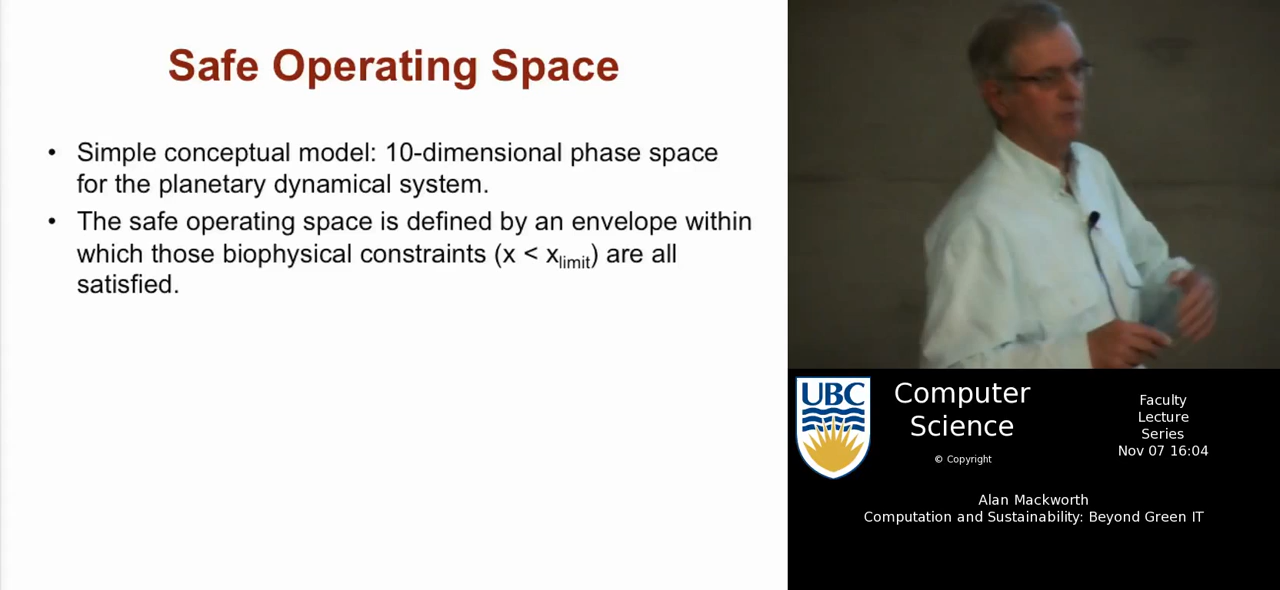 Safe Operating Space
• Simple conceptual model: 10-dimensional phase space
for the planetary dynamical system.
• The safe operating space is defined by an envelope within
which those biophysical constraints (x < xlimit) are all
satisfied.
UBC
Computer
Science
© Copyright
Faculty
Lecture
Series
Nov 07 16:04
Alan Mackworth
Computation and Sustainability: Beyond Green IT